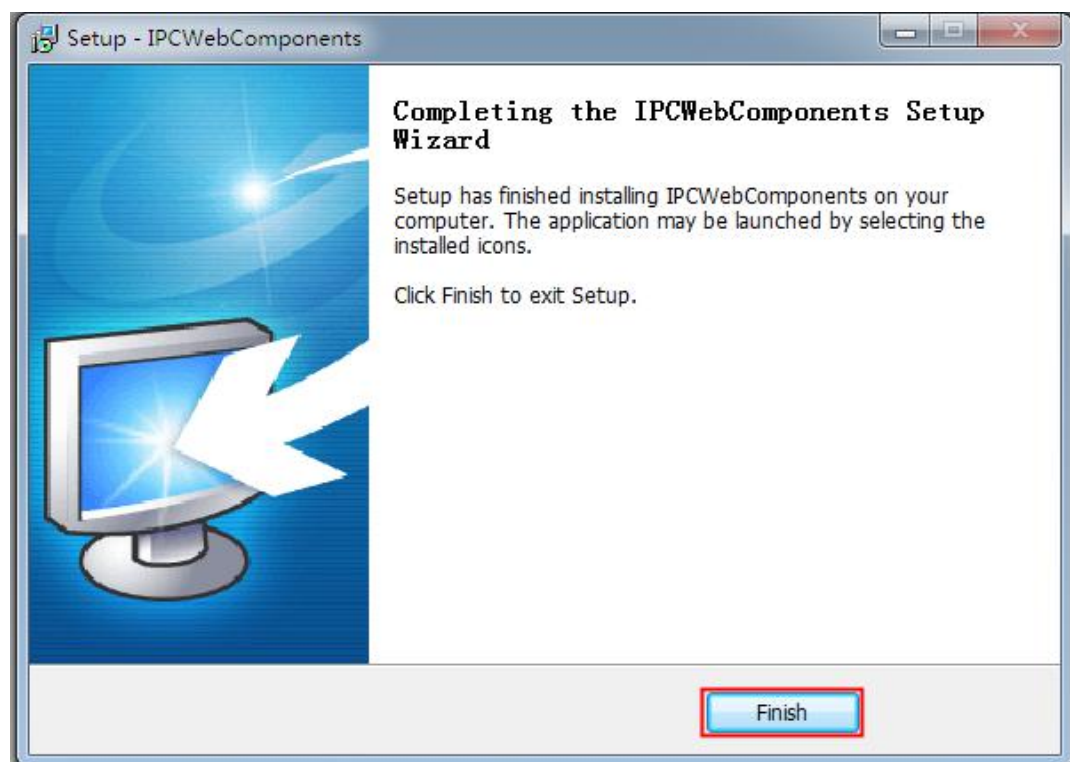 Setup - IPCWebComponents
Completing the IPCWebComponents Setup
Wizard
Setup has finished installing IPCWebComponents on your
computer. The application may be launched by selecting the
installed icons.
Click Finish to exit Setup.
Finish